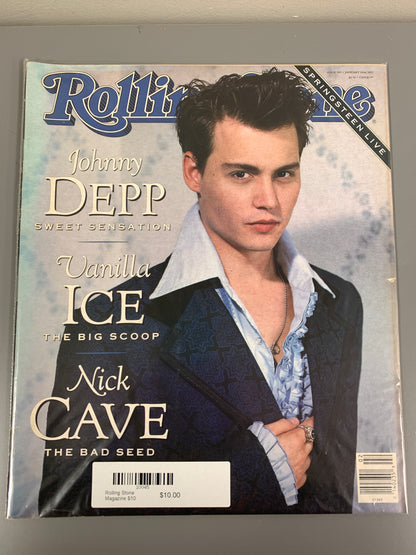 Rolling Stone
SPRINGSTEEN LIVE
Johnny
DEPP
SWEET SENSATION
Vanilla
ICE
THE BIG SCOOP
Nick
CAVE
THE BAD SEED
Rolling Stone
Magazine $10
$10.00
02